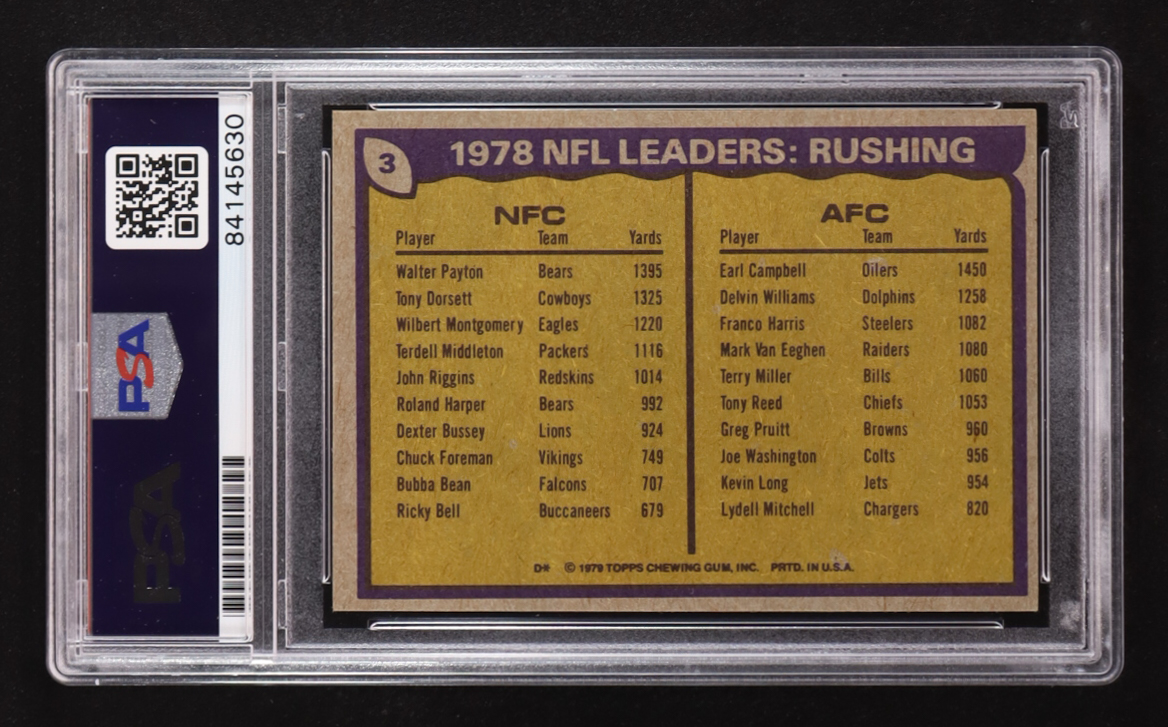 84145630
PSA
PSA
3
1978 NFL LEADERS: RUSHING
NFC
Player Team Yards
Walter Payton Bears 1395
Tony Dorsett Cowboys 1325
Wilbert Montgomery Eagles 1220
Terdell Middleton Packers 1116
John Riggins Redskins 1014
Roland Harper Bears 992
Dexter Bussey Lions 924
Chuck Foreman Vikings 749
Bubba Bean Falcons 707
Ricky Bell Buccaneers 679
AFC
Player Team Yards
Earl Campbell Oilers 1450
Delvin Williams Dolphins 1258
Franco Harris Steelers 1082
Mark Van Eeghen Raiders 1080
Terry Miller Bills 1060
Tony Reed Chiefs 1053
Greg Pruitt Browns 960
Joe Washington Colts 956
Kevin Long Jets 954
Lydell Mitchell Chargers 820
D* © 1979 TOPPS CHEWING GUM, INC. PRTD. IN U.S.A.